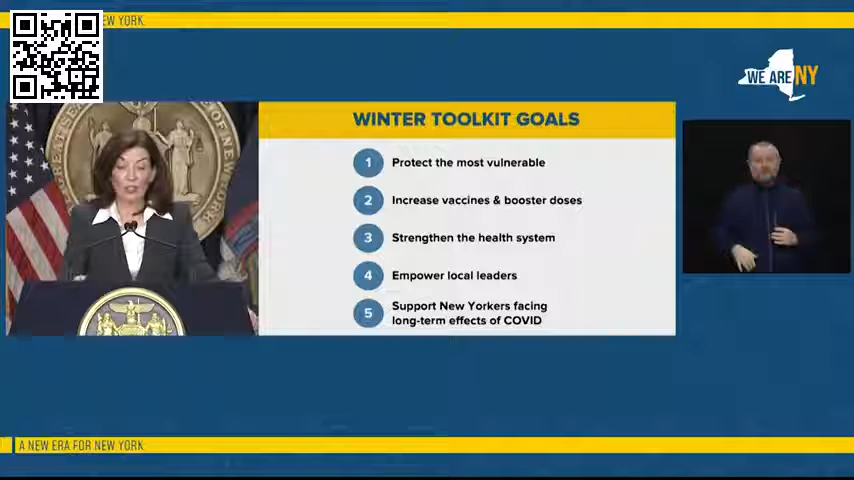 EW YORK
WE ARE NY
WINTER TOOLKIT GOALS
1 Protect the most vulnerable
2 Increase vaccines & booster doses
3 Strengthen the health system
4 Empower local leaders
5 Support New Yorkers facing
long-term effects of COVID
A NEW ERA FOR NEW YORK